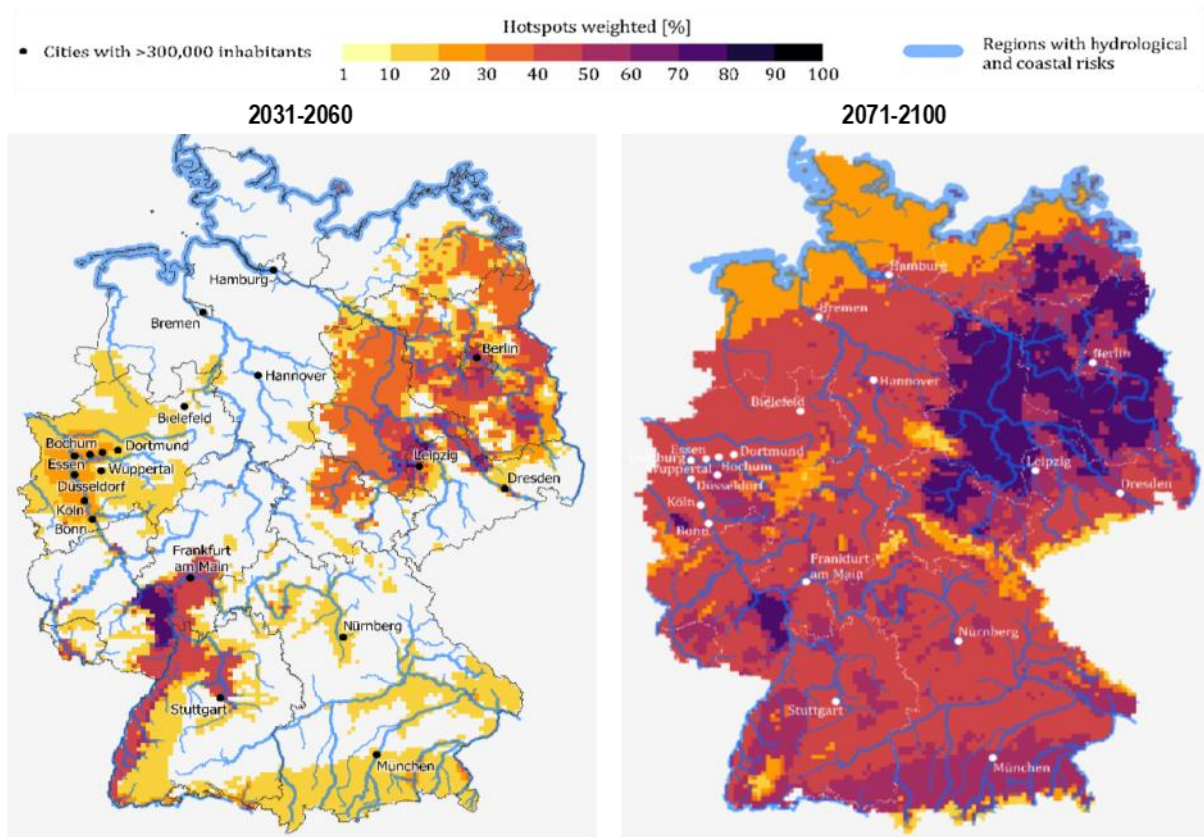 Hotspots weighted [%]
Cities with >300,000 inhabitants
1 10 20 30 40 50 60 70 80 90 100
Regions with hydrological
and coastal risks
2031-2060
2071-2100
Hamburg
Bremen
Berlin
Hannover
Bielefeld
Bochum
Dortmund
Essen
Wuppertal
Leipzig
Düsseldorf
Dresden
Köln
Bonn
Frankfurt
am Main
Nürnberg
Stuttgart
München
Hamburg
Bremen
Berlin
Hannover
Bielefeld
Essen
Dortmund
Wuppertal
Bochum
Leipzig
Düsseldorf
Dresden
Köln
Bonn
Frankfurt
am Main
Nürnberg
Stuttgart
München